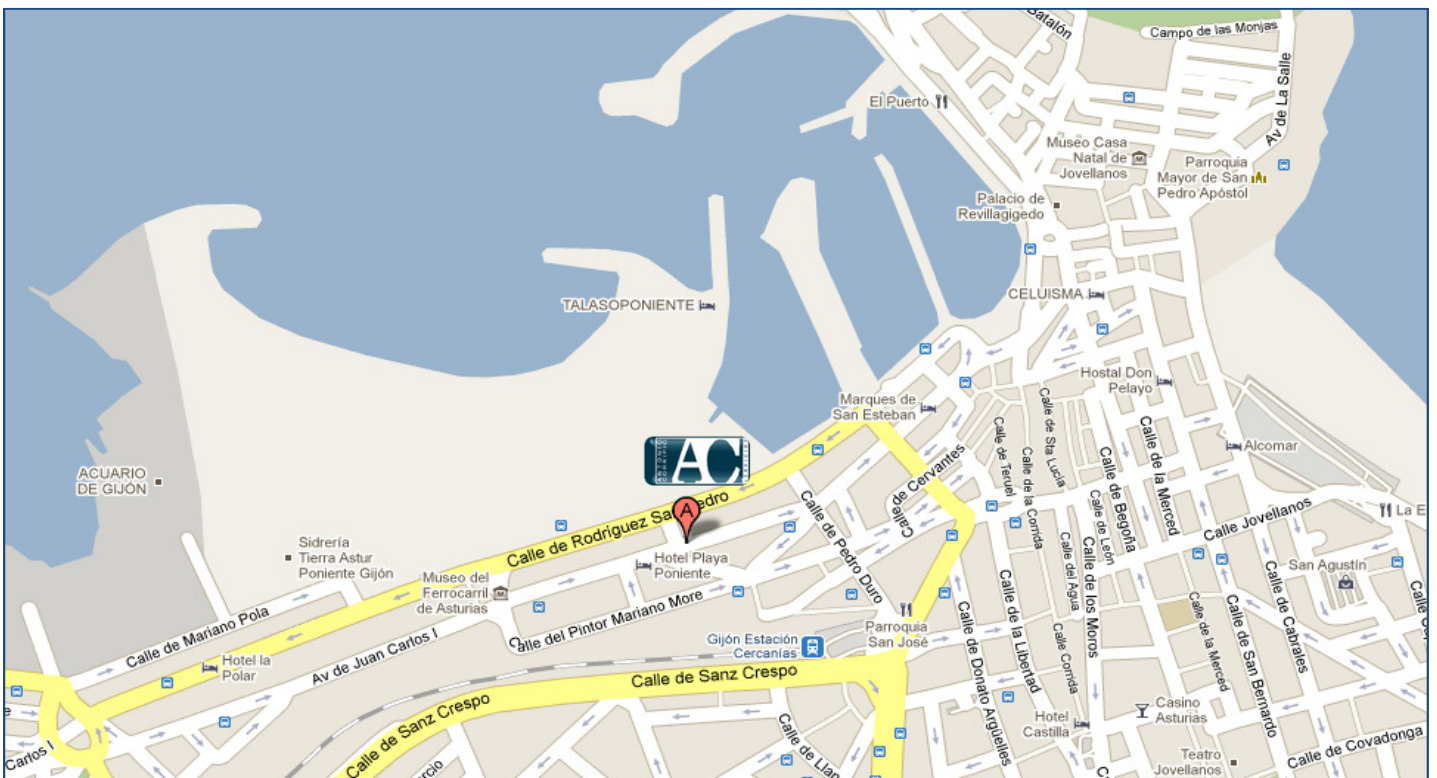 Campo de las Monjas
Av de La Salle
El Puerto
Museo Casa
Natal de
Jovellanos
Parroquia
Mayor de San
Pedro Apóstol
Palacio de
Revillagigedo
TALASOPONIENTE
CELUISMA
Hostal Don
Pelayo
Marques de
San Esteban
Alcomar
AC
ACUARIO
DE GIJÓN
Calle de Cervantes
Calle de Teruel
Calle de Sta Lucía
Calle de la Corrida
Calle de Begoña
Calle de León
Calle de la Merced
Calle Jovellanos
La E
A
Calle de Rodríguez San Pedro
Calle de Pedro Duro
Sidrería
Tierra Astur
Poniente Gijón
Museo del
Ferrocarril
de Asturias
Hotel Playa
Poniente
Calle del Agua
Calle de los Moros
San Agustín
Calle de Mariano Pola
Calle del Pintor Mariano More
Av de Juan Carlos I
Gijón Estación
Cercanías
Parroquia
San José
Calle de Donato Argüelles
Calle de la Libertad
Calle Corrida
Calle de la Merced
Calle de San Bernardo
Calle de Cabrales
Hotel la
Polar
Calle de Sanz Crespo
Calle de Sanz Crespo
Hotel
Castilla
Casino
Asturias
Teatro
Jovellanos
Calle de Covadonga
Carlos I